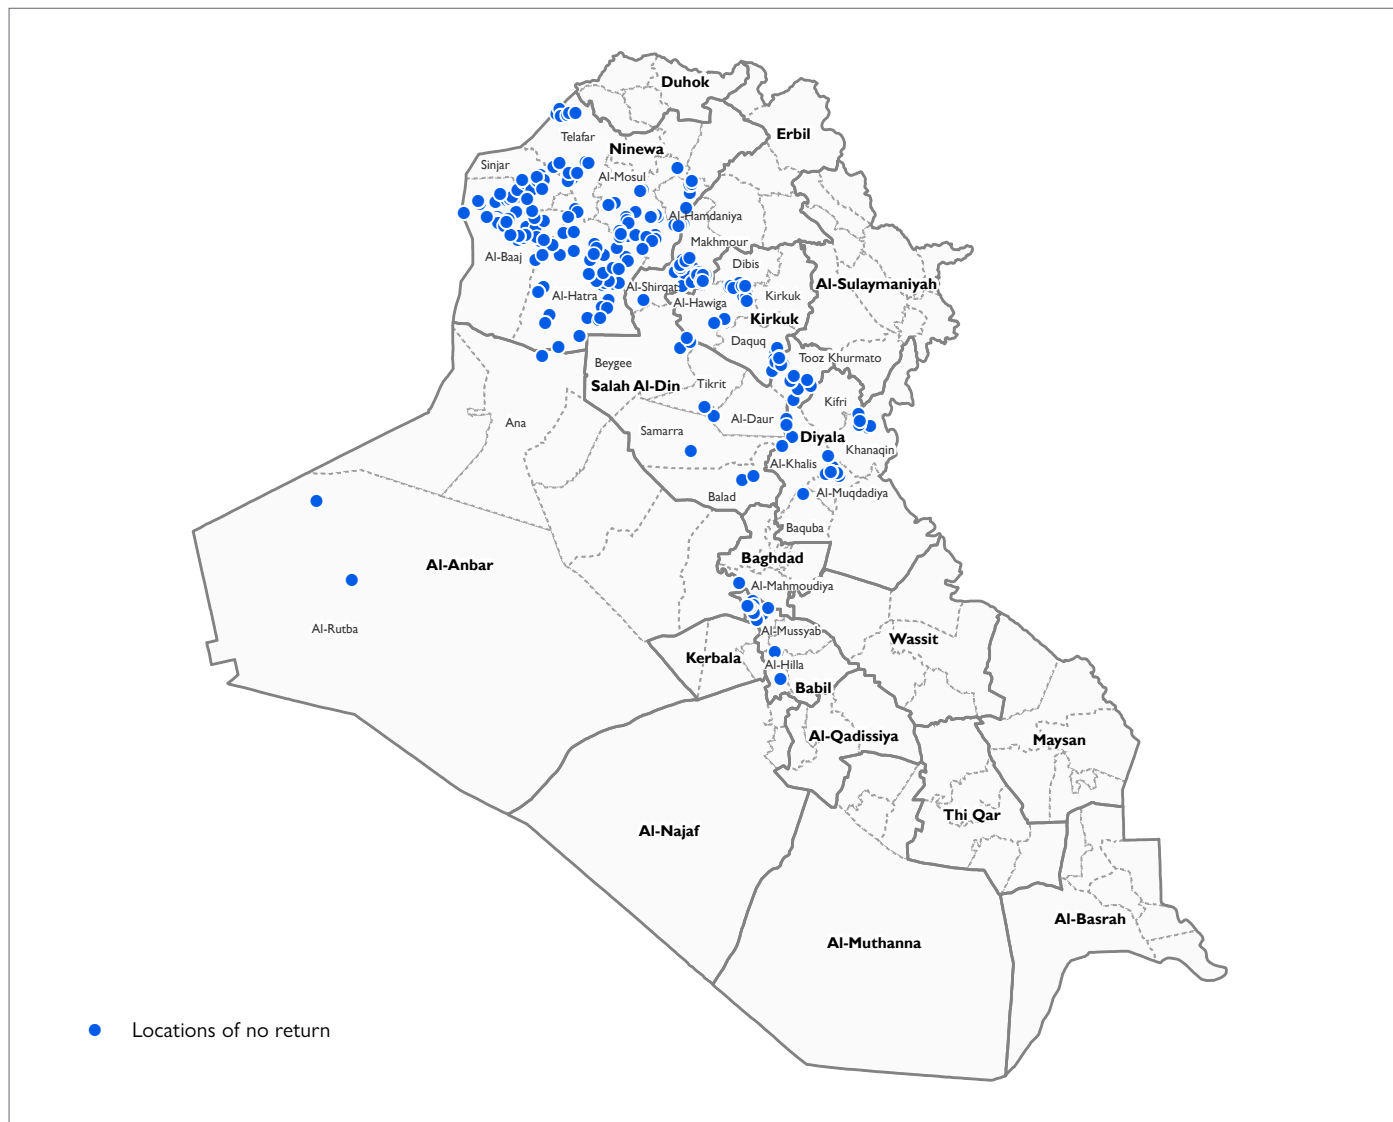 Duhok
Erbil
Telafar
Ninewa
Sinjar
Al-Mosul
Al-Hamdaniya
Makhmour
Al-Baaj
Dibis
Al-Sulaymaniyah
Al-Shirqat
Al-Hatra
Kirkuk
Al-Hawiga
Kirkuk
Daquq
Tooz Khurmato
Beygee
Salah Al-Din
Tikrit
Kifri
Al-Daur
Ana
Samarra
Diyala
Khanaqin
Al-Khalis
Al-Muqdadiya
Balad
Baquba
Baghdad
Al-Anbar
Al-Mahmoudiya
Al-Rutba
Al-Mussyab
Wassit
Kerbala
Al-Hilla
Babil
Al-Qadissiya
Maysan
Thi Qar
Al-Najaf
Al-Basrah
Al-Muthanna
Locations of no return